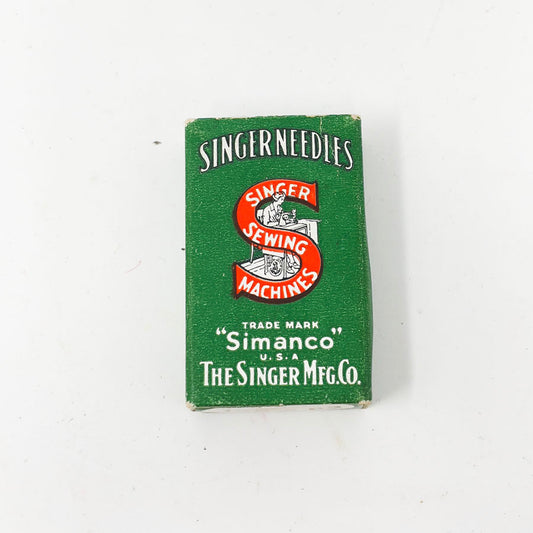 SINGER NEEDLES
SINGER
SEWING
MACHINES
TRADE MARK
"Simanco"
U.S.A
THE SINGER MFG. CO.